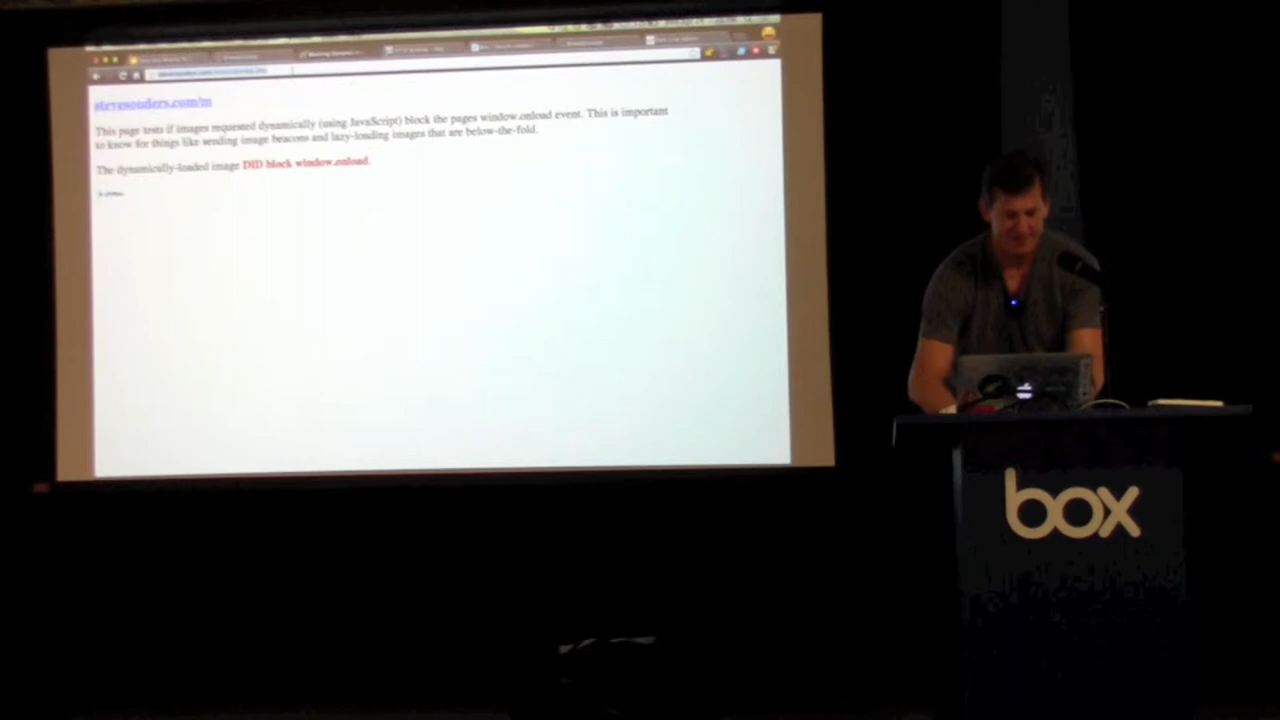 stevesouders.com/m
This page tests if images requested dynamically (using JavaScript) block the pages window.onload event. This is important
to know for things like sending image beacons and lazy-loading images that are below-the-fold.
The dynamically-loaded image DID block window.onload.
box